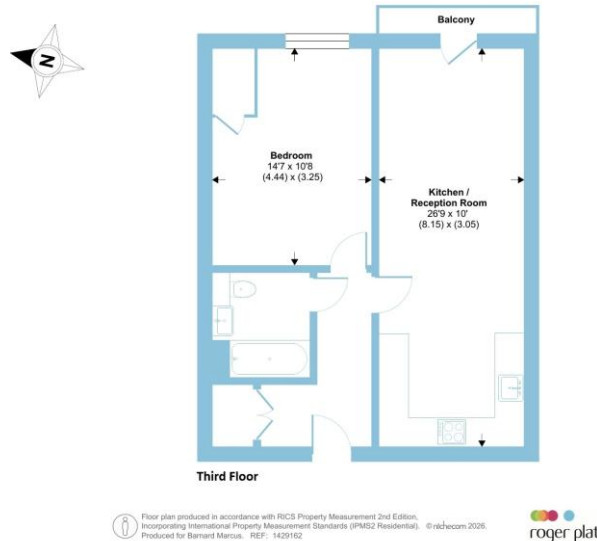 Balcony
N
Bedroom
14'7 x 10'8
(4.44) x (3.25)
Kitchen /
Reception Room
26'9 x 10'
(8.15) x (3.05)
Third Floor
Floor plan produced in accordance with RICS Property Measurement 2nd Edition,
Incorporating International Property Measurement Standards (IPMS2 Residential). © nichecom 2026.
Produced for Barnard Marcus. REF: 1429162
roger plat